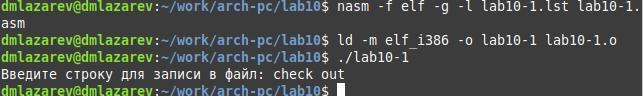 dmlazarev@dmlazarev:~/work/arch-pc/lab10$ nasm -f elf -g -l lab10-1.lst lab10-1.
asm
dmlazarev@dmlazarev:~/work/arch-pc/lab10$ ld -m elf_i386 -o lab10-1 lab10-1.o
dmlazarev@dmlazarev:~/work/arch-pc/lab10$ ./lab10-1
Введите строку для записи в файл: check out
dmlazarev@dmlazarev:~/work/arch-pc/lab10$